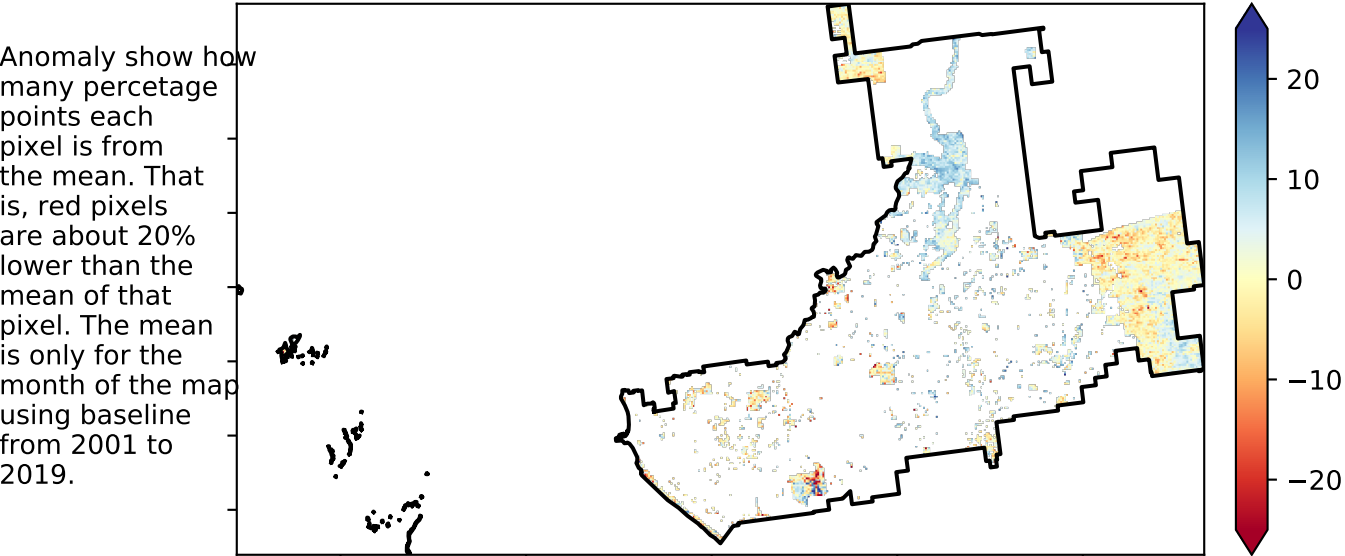 Anomaly show how
many percetage
points each
pixel is from
the mean. That
is, red pixels
are about 20%
lower than the
mean of that
pixel. The mean
is only for the
month of the map
using baseline
from 2001 to
2019.
20
10
0
−10
−20